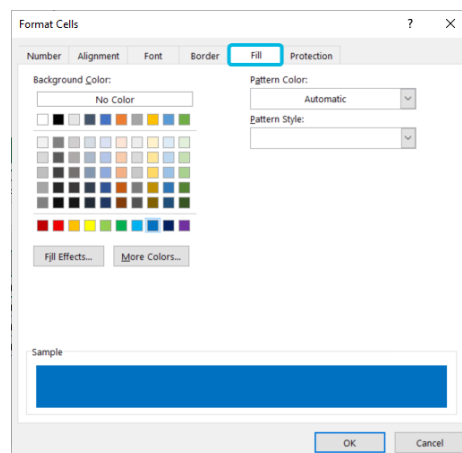 Format Cells ? ×
Number Alignment Font Border Fill Protection
Background Color: Pattern Color:
No Color Automatic
Pattern Style:
Fill Effects... More Colors...
Sample
OK Cancel